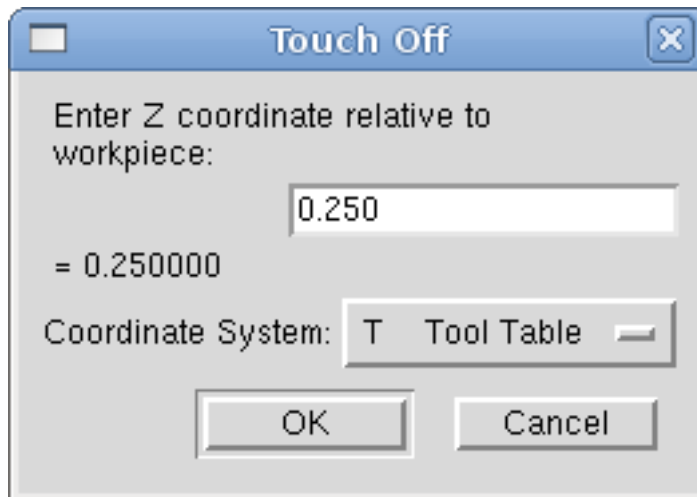 Touch Off
Enter Z coordinate relative to
workpiece:
0.250
= 0.250000
Coordinate System: T Tool Table
OK Cancel